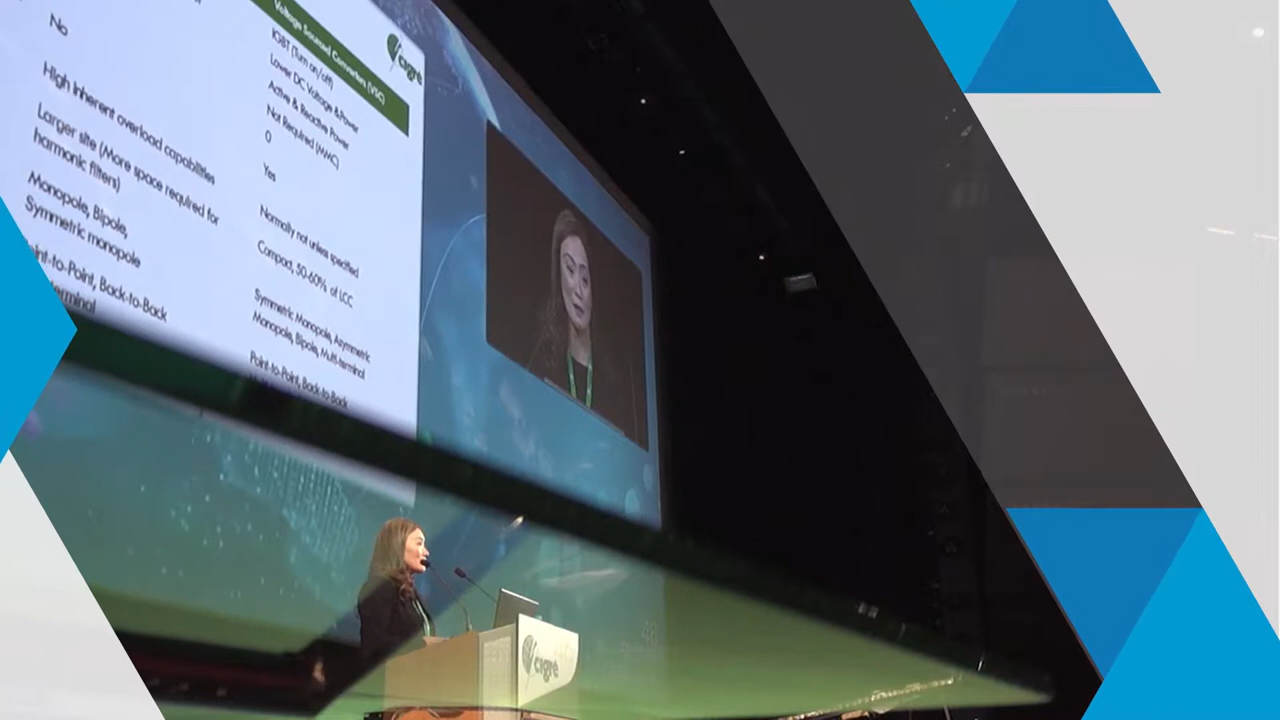 No
High Inherent overload capabilities
Larger site (More space required for
harmonic filters)
Monopole, Bipole,
Symmetric monopole
Point-to-Point, Back-to-Back
terminal
Voltage Sourced Converters (VSC)
IGBT (Turn on/off)
Lower DC Voltage &Power
Active & Reactive Power
Not Required (MMC)
0
Yes
Normally not unless specified
Compact, 50-60% of LCC
Symmetric Monopole, Asymmetric
Monopole, Bipole, Multi-terminal
Point-to-Point, Back-to-Back
cigré
cigré